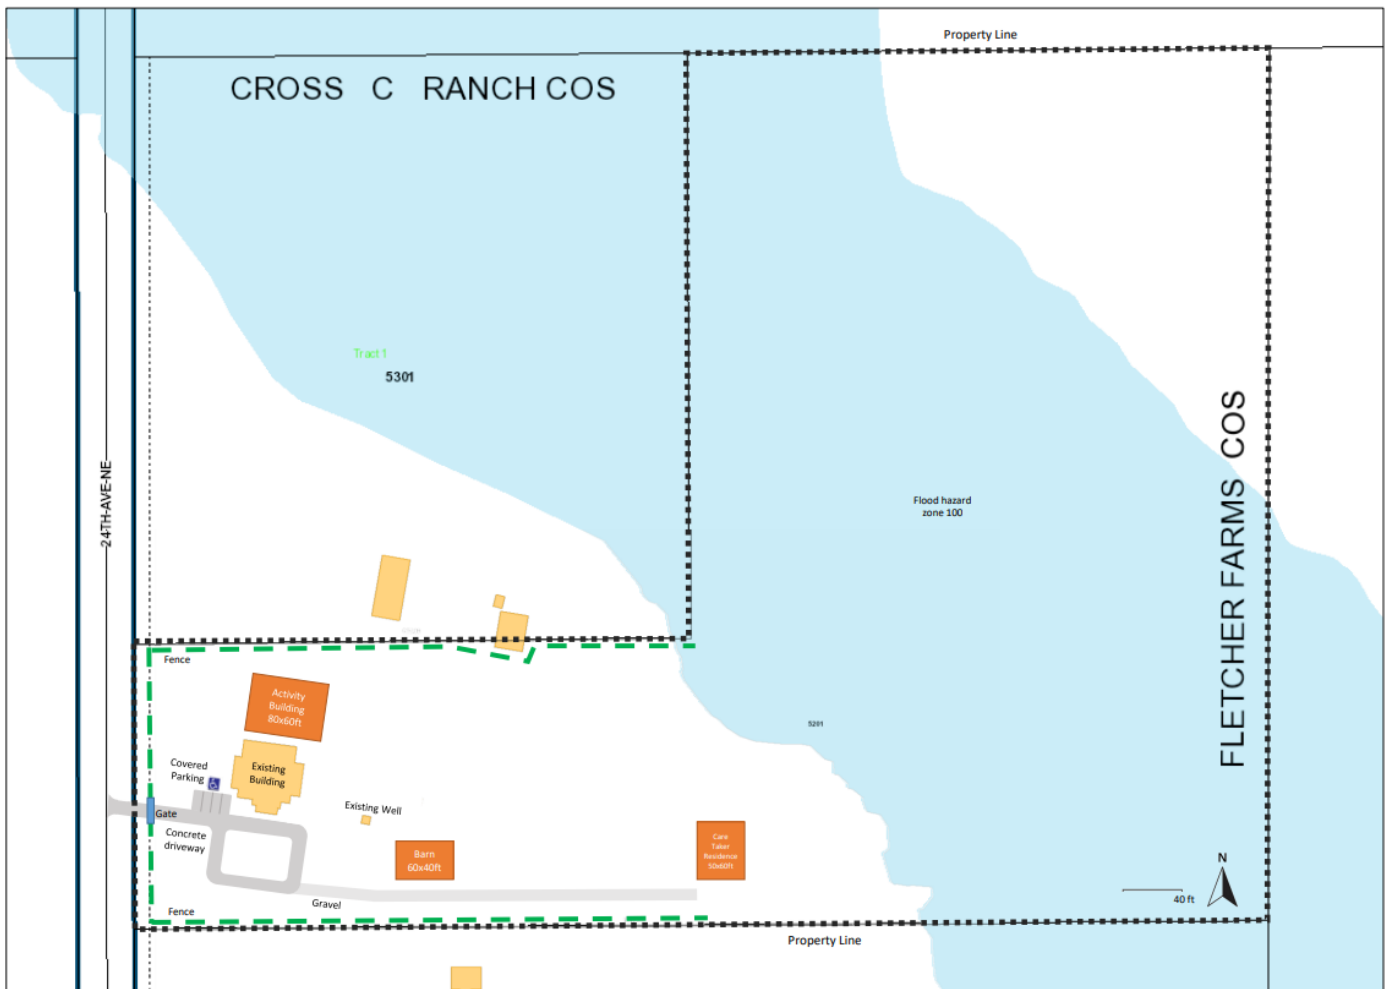 Property Line
CROSS C RANCH COS
Tract 1
5301
24TH-AVE-NE
Flood hazard
zone 100
FLETCHER FARMS COS
Fence
Activity
Building
80x60ft
5201
Covered
Parking
Existing
Building
Existing Well
Gate
Concrete
driveway
Barn
60x40ft
Care
Taker
Residence
50x60ft
N
40 ft
Gravel
Fence
Property Line